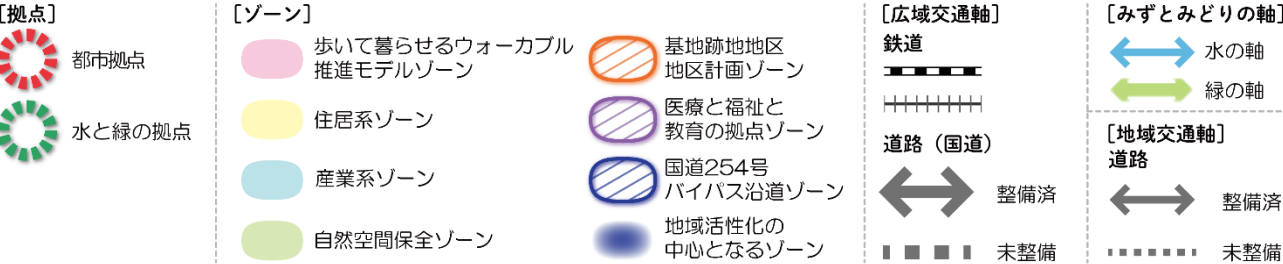 [拠点]
都市拠点
水と緑の拠点
[ゾーン]
歩いて暮らせるウォーカブル
推進モデルゾーン
住居系ゾーン
産業系ゾーン
自然空間保全ゾーン
基地跡地地区
地区計画ゾーン
医療と福祉と
教育の拠点ゾーン
国道254号
バイパス沿道ゾーン
地域活性化の
中心となるゾーン
[広域交通軸]
鉄道
道路（国道）
整備済
未整備
[みずとみどりの軸]
水の軸
緑の軸
[地域交通軸]
道路
整備済
未整備